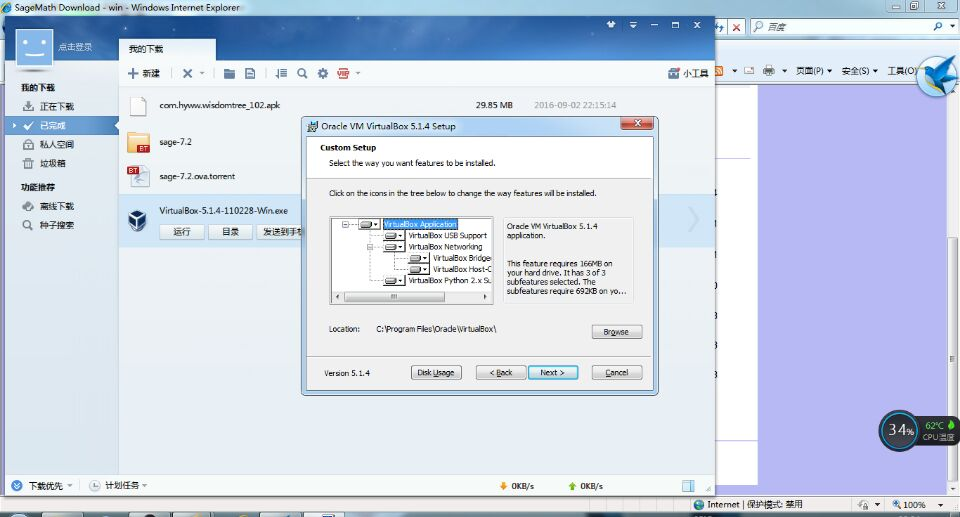 SageMath Download - win - Windows Internet Explorer
点击登录
我的下载
百度
新建
VIP
小工具
页面(P)
安全(S)
工具(O)
我的下载
正在下载
已完成
私人空间
垃圾箱
功能推荐
离线下载
种子搜索
com.hyww.wisdomtree_102.apk
29.85 MB
2016-09-02 22:15:14
BT
sage-7.2
BT
sage-7.2.ova.torrent
VirtualBox-5.1.4-110228-Win.exe
运行
目录
发送到手机
Oracle VM VirtualBox 5.1.4 Setup
Custom Setup
Select the way you want features to be installed.
Click on the icons in the tree below to change the way features will be installed.
VirtualBox Application
VirtualBox USB Support
VirtualBox Networking
VirtualBox Bridge
VirtualBox Host-O
VirtualBox Python 2.x Su
Oracle VM VirtualBox 5.1.4
application.
This feature requires 166MB on
your hard drive. It has 3 of 3
subfeatures selected. The
subfeatures require 692KB on yo...
Location:
C:\Program Files\Oracle\VirtualBox\
Browse
Version 5.1.4
Disk Usage
< Back
Next >
Cancel
34%
62℃
CPU温度
下载优先
计划任务
0KB/s
0KB/s
Internet | 保护模式: 禁用
100%